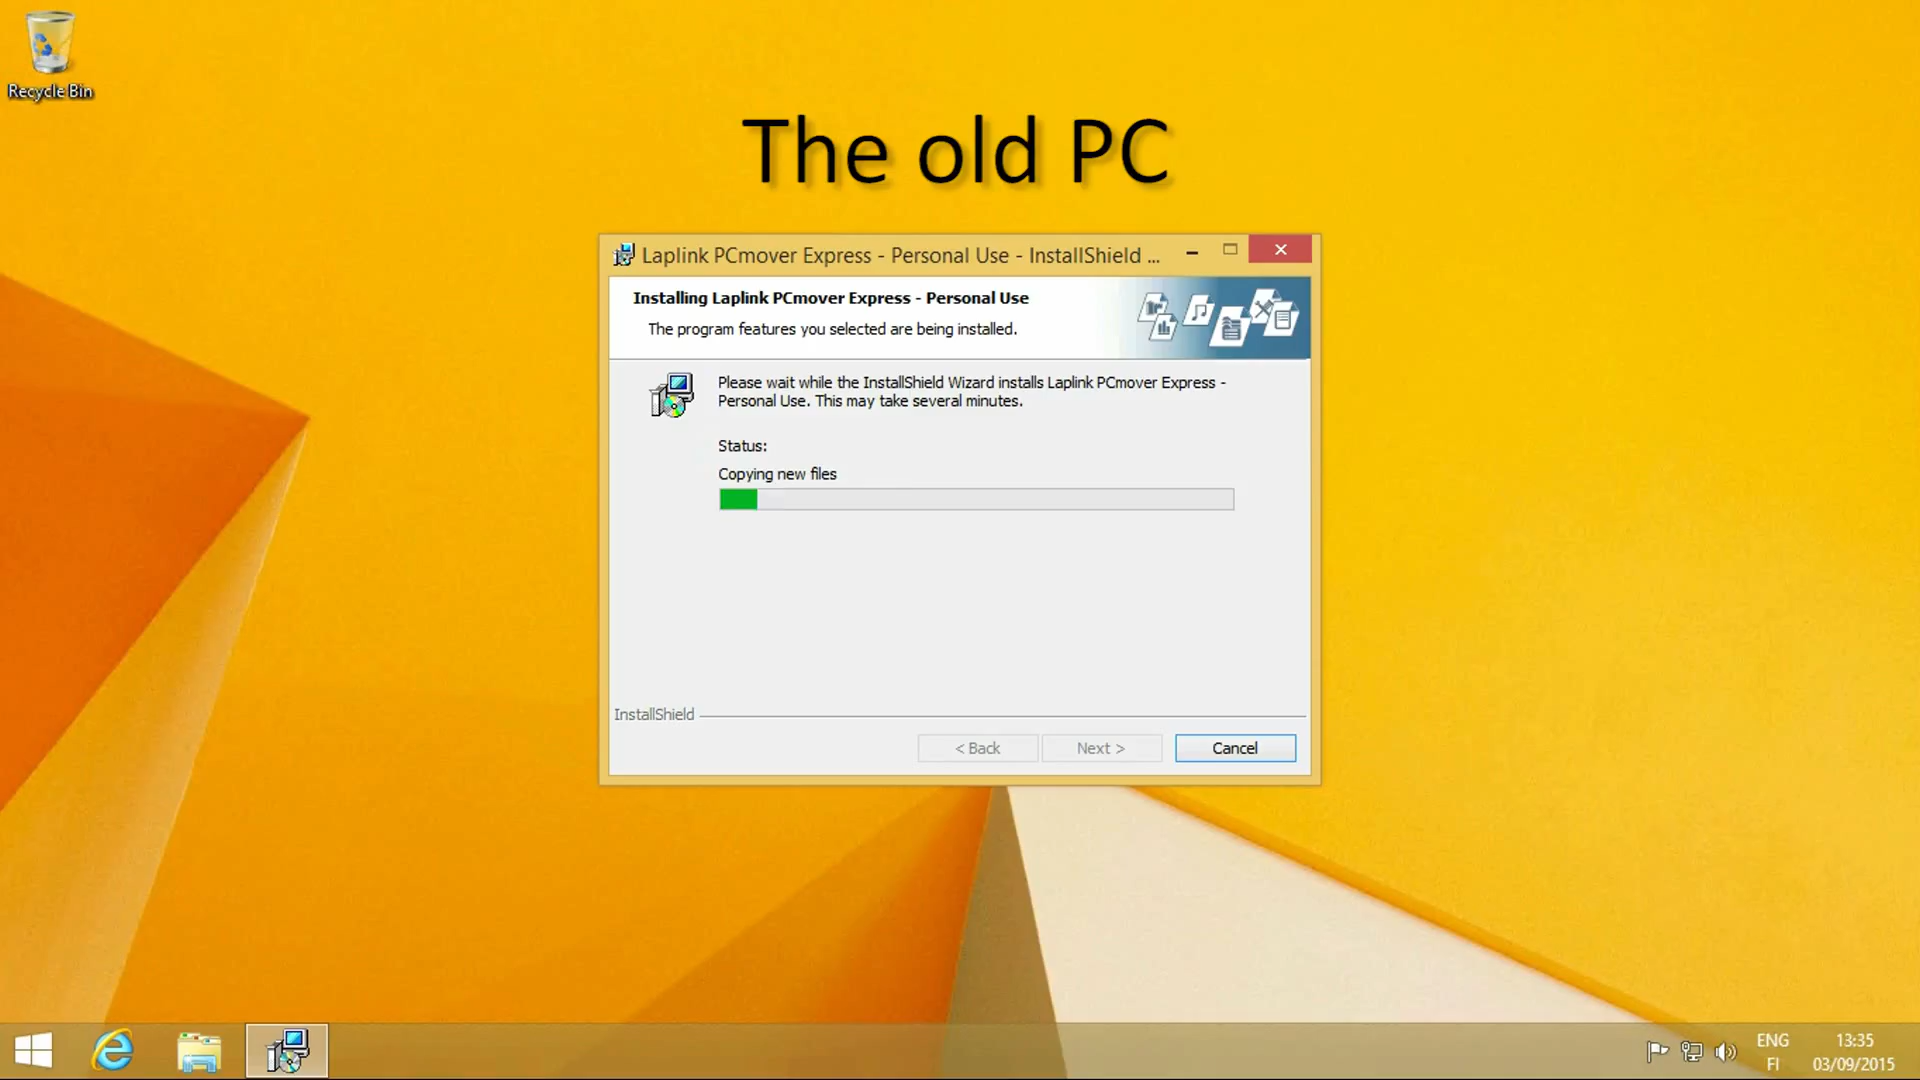 Recycle Bin
The old PC
Laplink PCmover Express - Personal Use - InstallShield ...
Installing Laplink PCmover Express - Personal Use
The program features you selected are being installed.
Please wait while the InstallShield Wizard installs Laplink PCmover Express -
Personal Use. This may take several minutes.
Status:
Copying new files
InstallShield
< Back
Next >
Cancel
ENG
FI
13:35
03/09/2015